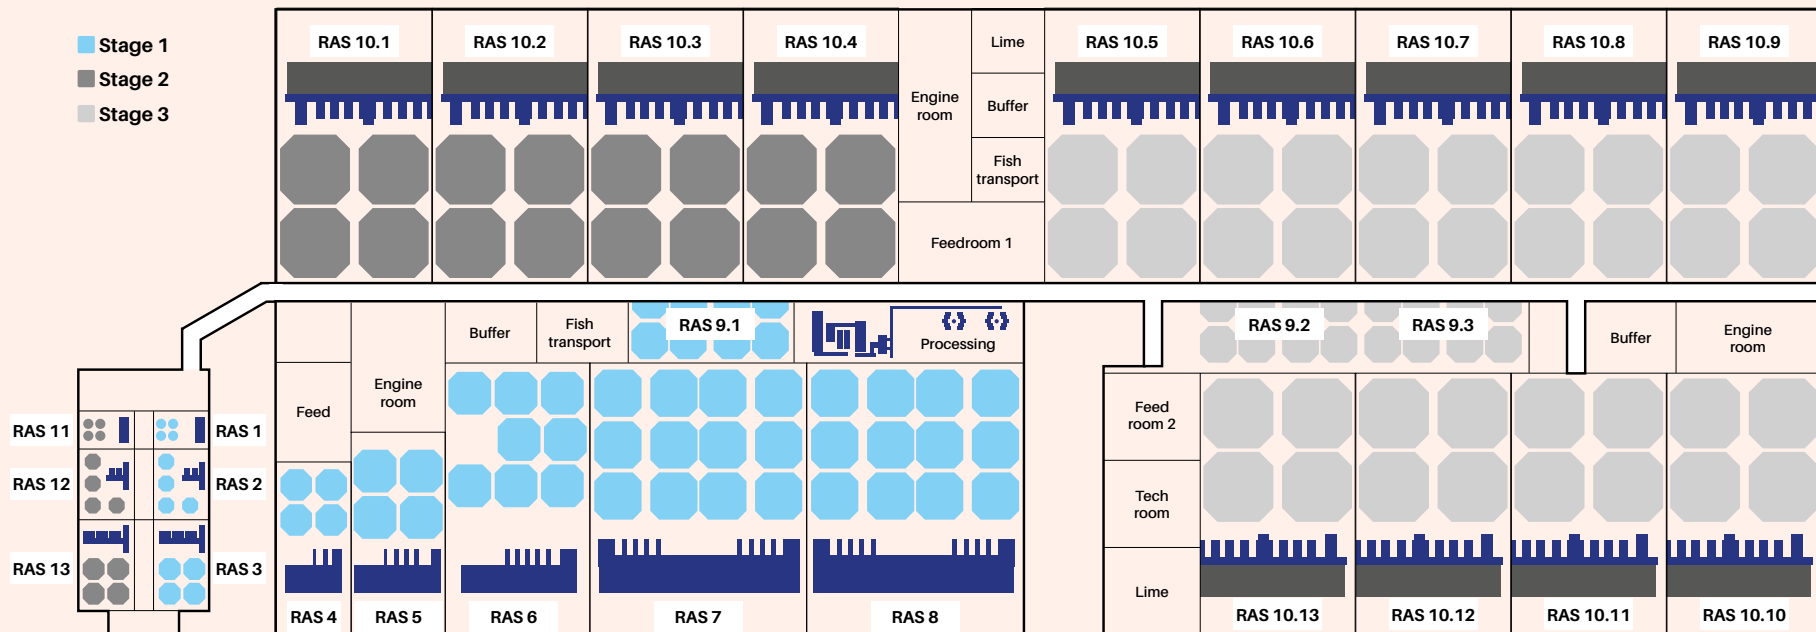 Stage 1
Stage 2
Stage 3
RAS 10.1
RAS 10.2
RAS 10.3
RAS 10.4
Engine
room
Lime
Buffer
Fish
transport
Feedroom 1
RAS 10.5
RAS 10.6
RAS 10.7
RAS 10.8
RAS 10.9
Buffer
Fish
transport
RAS 9.1
Processing
RAS 9.2
RAS 9.3
Buffer
Engine
room
Feed
Engine
room
RAS 11
RAS 1
RAS 12
RAS 2
RAS 13
RAS 3
RAS 4
RAS 5
RAS 6
RAS 7
RAS 8
Feed
room 2
Tech
room
Lime
RAS 10.13
RAS 10.12
RAS 10.11
RAS 10.10